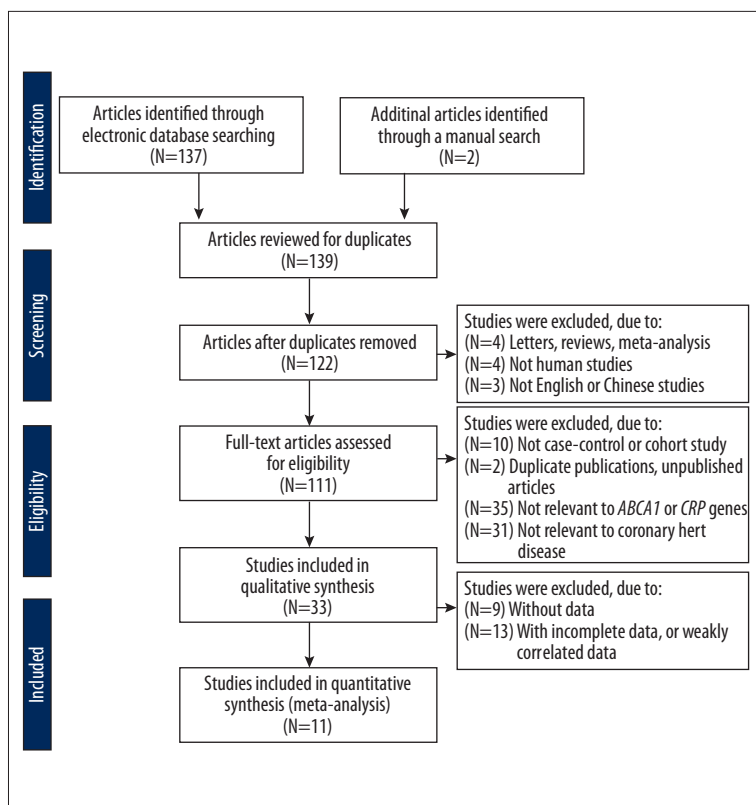 Identification
Articles identified through
electronic database searching
(N=137)
Additinal articles identified
through a manual search
(N=2)
Articles reviewed for duplicates
(N=139)
Screening
Articles after duplicates removed
(N=122)
Studies were excluded, due to:
(N=4) Letters, reviews, meta-analysis
(N=4) Not human studies
(N=3) Not English or Chinese studies
Eligibility
Full-text articles assessed
for eligibility
(N=111)
Studies were excluded, due to:
(N=10) Not case-control or cohort study
(N=2) Duplicate publications, unpublished
articles
(N=35) Not relevant to ABCA1 or CRP genes
(N=31) Not relevant to coronary hert
disease
Studies included in
qualitative synthesis
(N=33)
Studies were excluded, due to:
(N=9) Without data
(N=13) With incomplete data, or weakly
correlated data
Included
Studies included in quantitative
synthesis (meta-analysis)
(N=11)